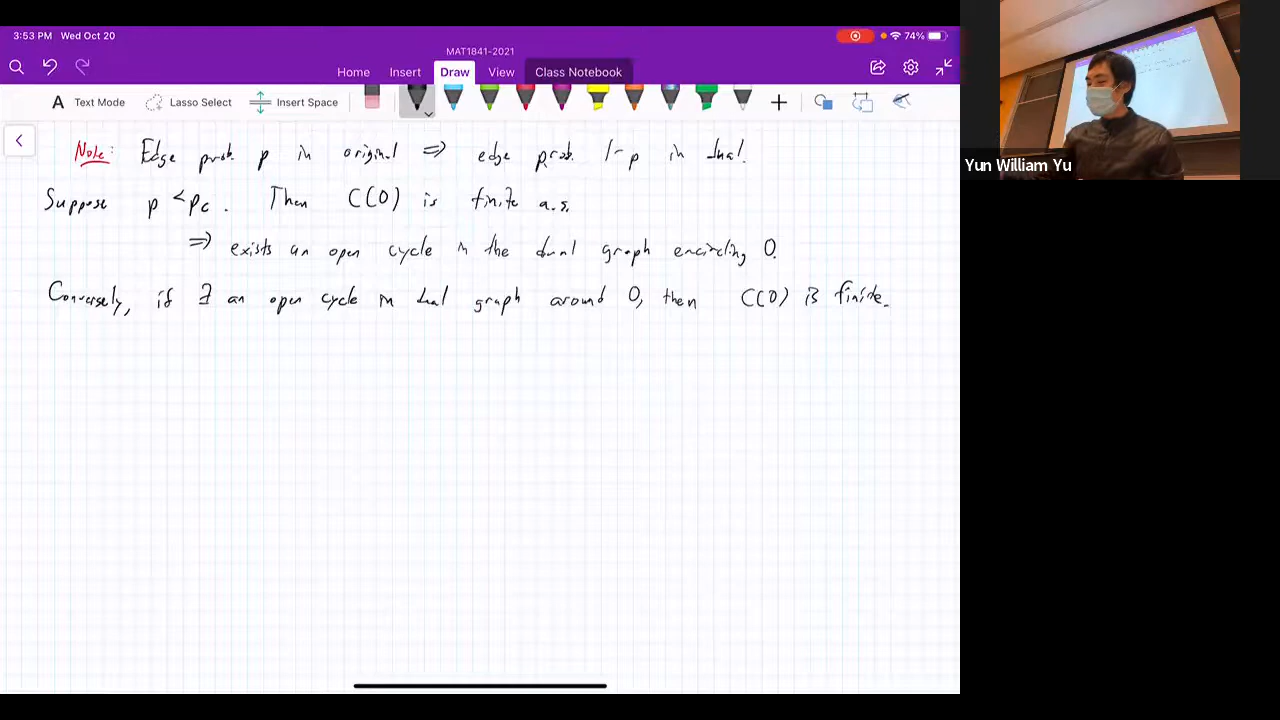 3:53 PM Wed Oct 20
74%
MAT1841-2021
Home Insert Draw View Class Notebook
A Text Mode Lasso Select Insert Space
Note: Edge prob. p in original ⇒ edge prob. 1-p in dual.
Suppose p < pc. Then C(0) is finite a.s.
⇒ exists an open cycle in the dual graph encircling 0.
Conversely, if ∃ an open cycle in dual graph around 0, then C(0) is finite.
Yun William Yu